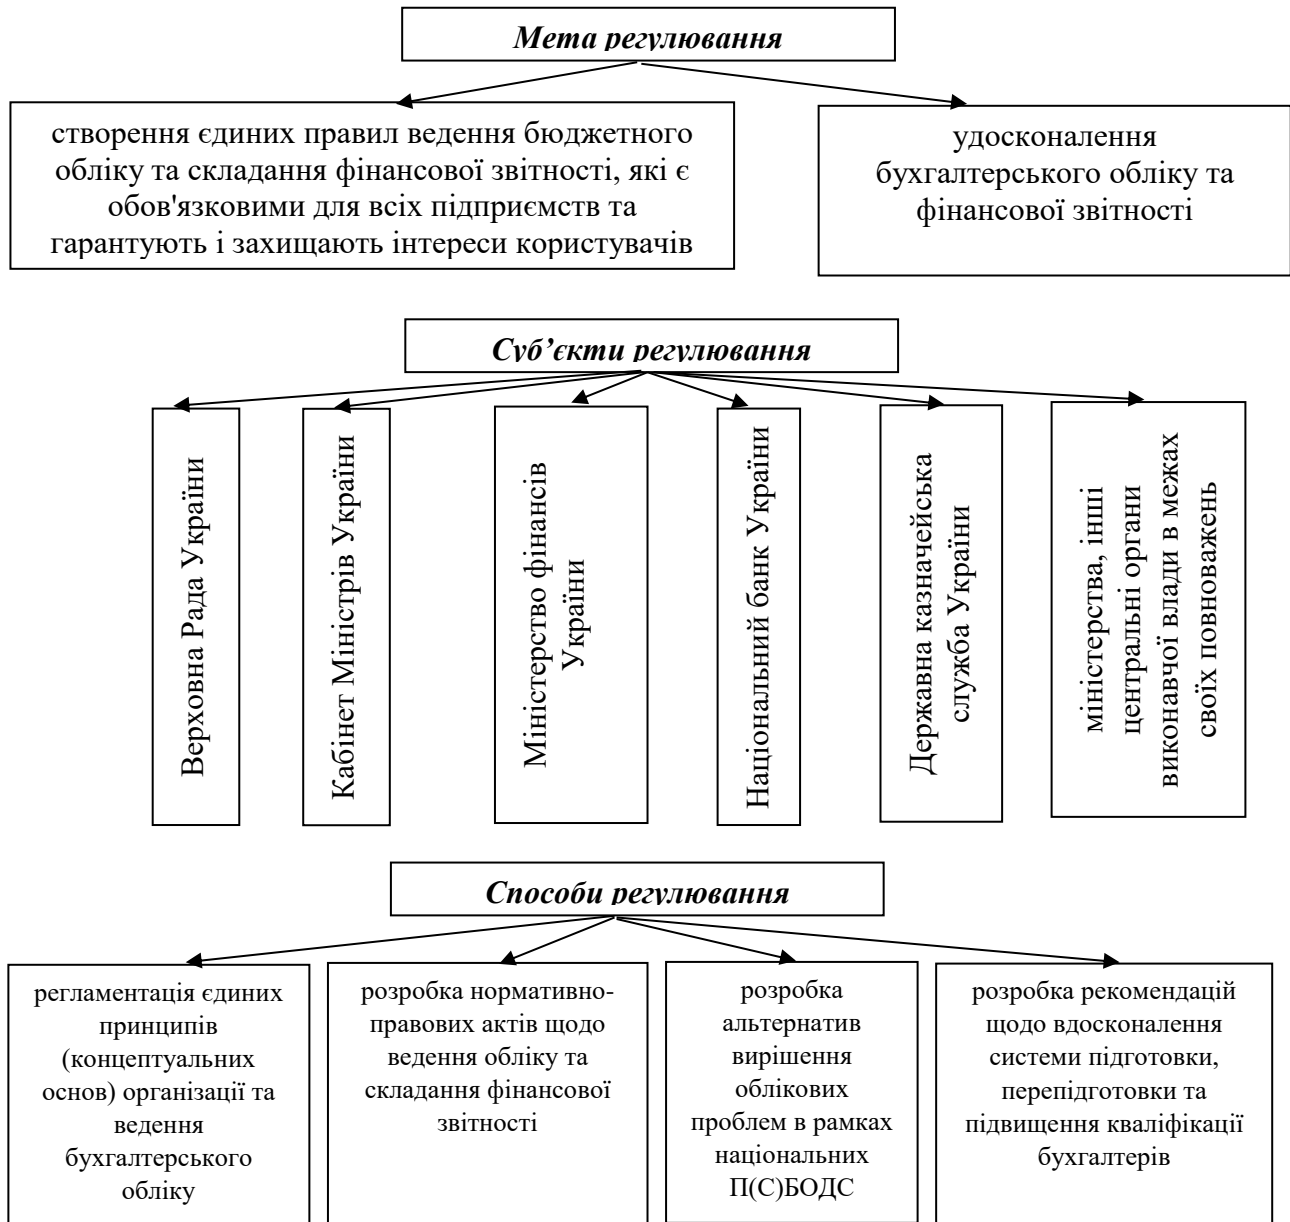 Мета регулювання
створення єдиних правил ведення бюджетного
обліку та складання фінансової звітності, які є
обов'язковими для всіх підприємств та
гарантують і захищають інтереси користувачів
удосконалення
бухгалтерського обліку та
фінансової звітності
Суб’єкти регулювання
Верховна Рада України
Кабінет Міністрів України
Міністерство фінансів
України
Національний банк України
Державна казначейська
служба України
міністерства, інші
центральні органи
виконавчої влади в межах
своїх повноважень
Способи регулювання
регламентація єдиних
принципів
(концептуальних
основ) організації та
ведення
бухгалтерського
обліку
розробка нормативно-
правових актів щодо
ведення обліку та
складання фінансової
звітності
розробка
альтернатив
вирішення
облікових
проблем в рамках
національних
П(С)БОДС
розробка рекомендацій
щодо вдосконалення
системи підготовки,
перепідготовки та
підвищення кваліфікації
бухгалтерів